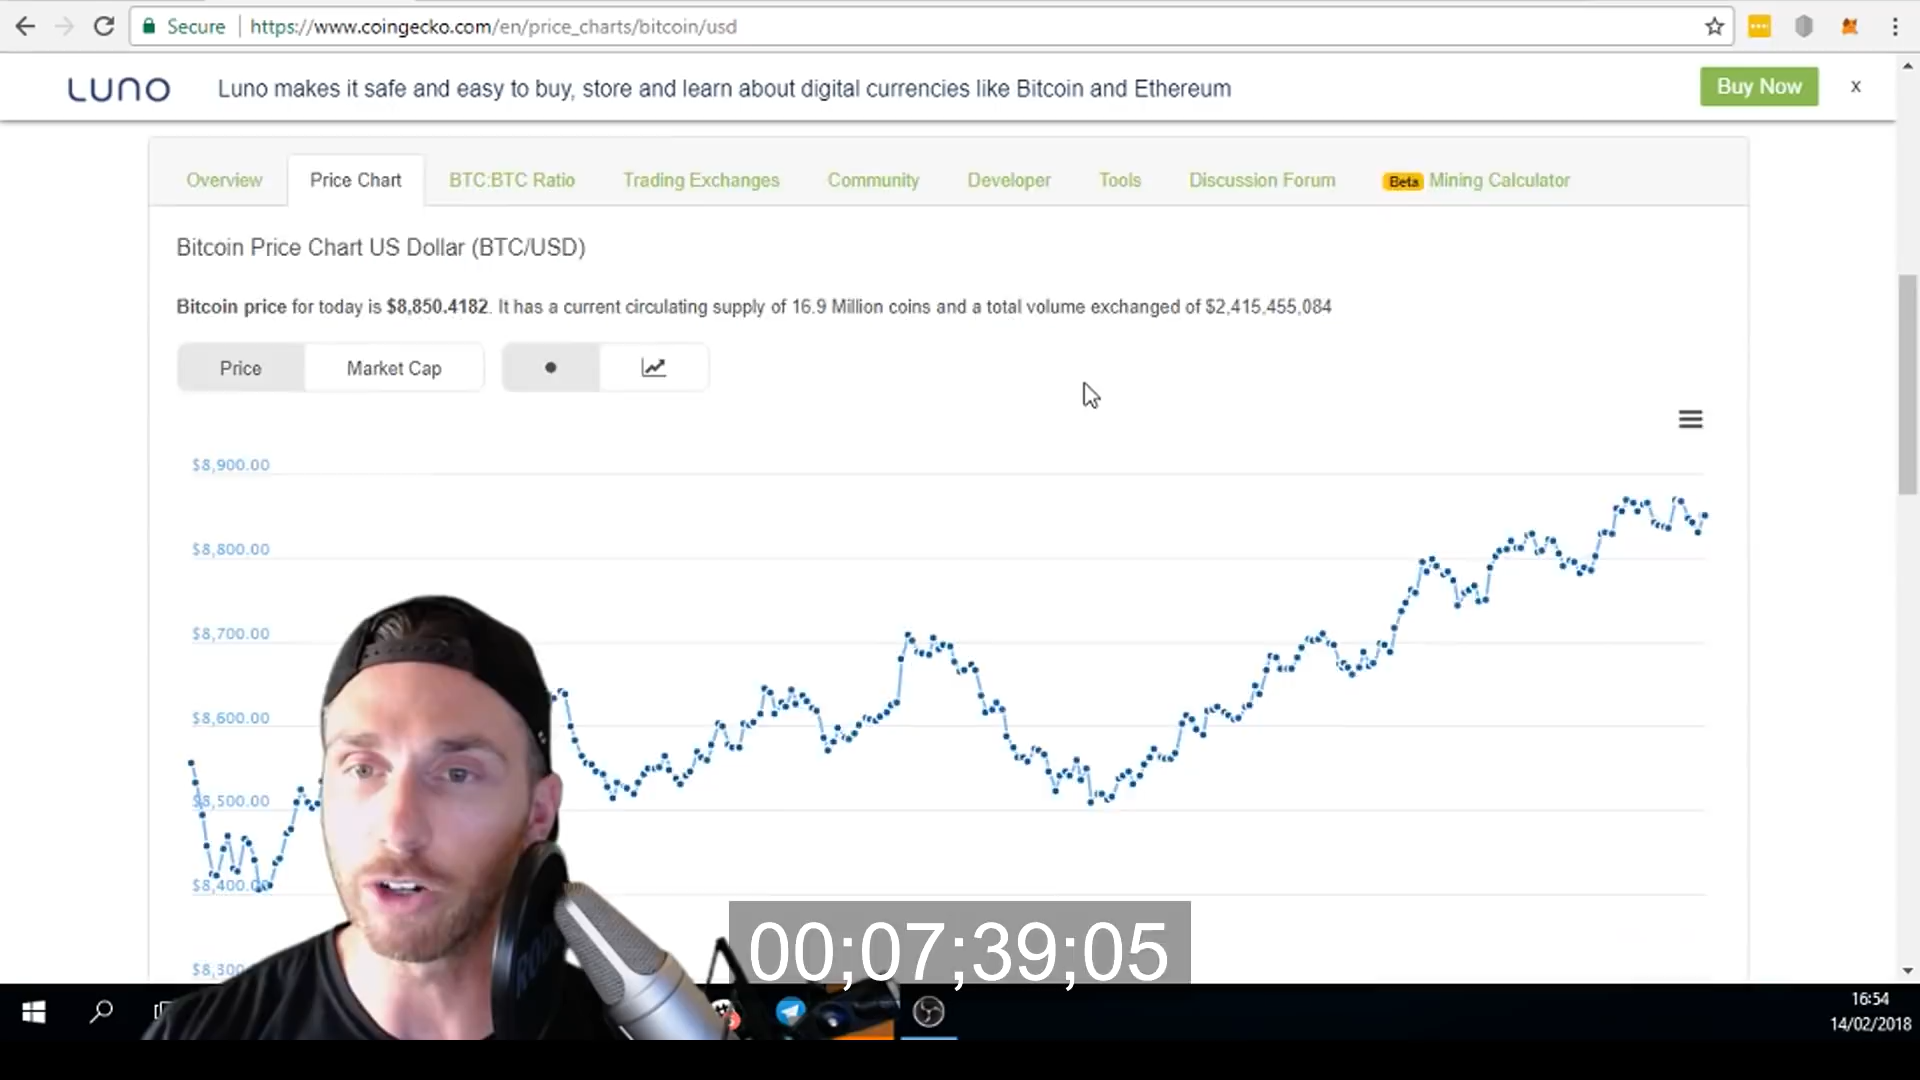 Secure | https://www.coingecko.com/en/price_charts/bitcoin/usd
LUNO Luno makes it safe and easy to buy, store and learn about digital currencies like Bitcoin and Ethereum Buy Now x
Overview Price Chart BTC:BTC Ratio Trading Exchanges Community Developer Tools Discussion Forum Beta Mining Calculator
Bitcoin Price Chart US Dollar (BTC/USD)
Bitcoin price for today is $8,850.4182. It has a current circulating supply of 16.9 Million coins and a total volume exchanged of $2,415,455,084
Price Market Cap
$8,900.00
$8,800.00
$8,700.00
$8,600.00
$8,500.00
$8,400.00
$8,300
00;07;39;05
16:54
14/02/2018